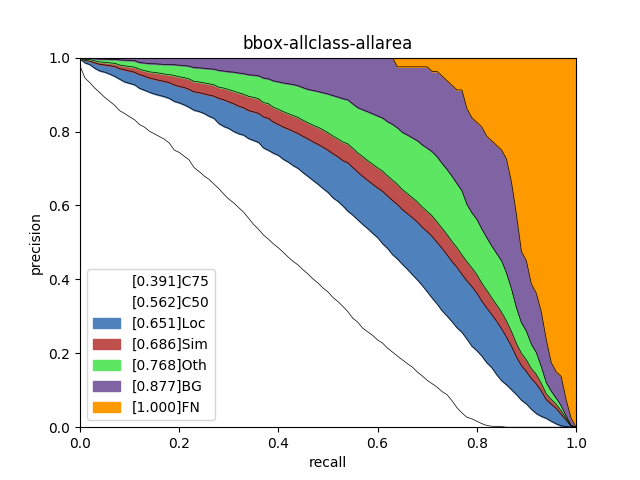 bbox-allclass-allarea
1.0
0.8
0.6
0.4
0.2
0.0
precision
[0.391]C75
[0.562]C50
[0.651]Loc
[0.686]Sim
[0.768]Oth
[0.877]BG
[1.000]FN
0.0 0.2 0.4 0.6 0.8 1.0
recall